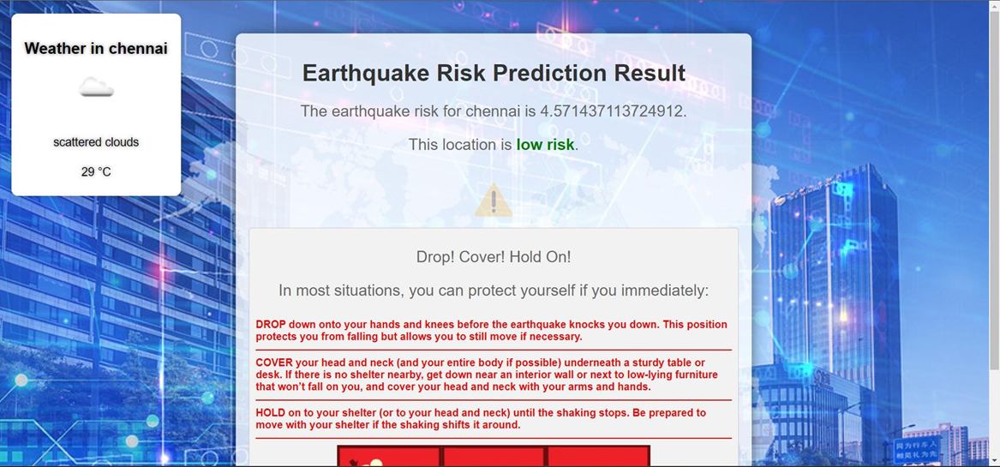 Weather in chennai
scattered clouds
29 °C
Earthquake Risk Prediction Result
The earthquake risk for chennai is 4.571437113724912.
This location is low risk.
Drop! Cover! Hold On!
In most situations, you can protect yourself if you immediately:
DROP down onto your hands and knees before the earthquake knocks you down. This position
protects you from falling but allows you to still move if necessary.
COVER your head and neck (and your entire body if possible) underneath a sturdy table or
desk. If there is no shelter nearby, get down near an interior wall or next to low-lying furniture
that won't fall on you, and cover your head and neck with your arms and hands.
HOLD on to your shelter (or to your head and neck) until the shaking stops. Be prepared to
move with your shelter if the shaking shifts it around.